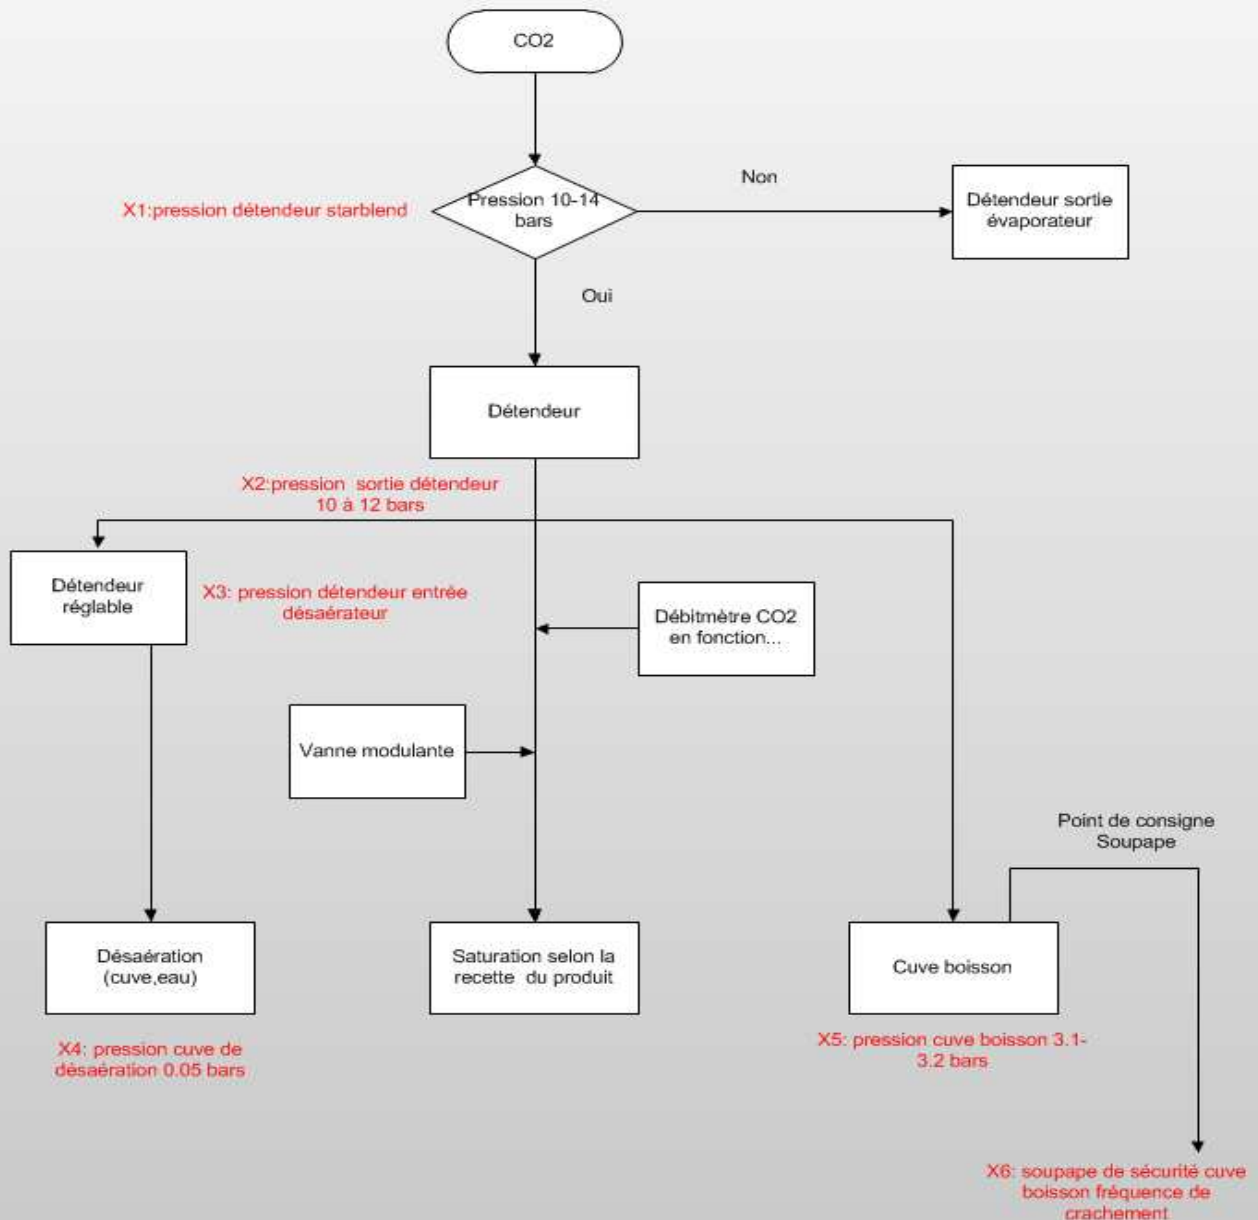 CO2
X1:pression détendeur starblend
Pression 10-14
bars
Non
Détendeur sortie
évaporateur
Oui
Détendeur
X2:pression sortie détendeur
10 à 12 bars
Détendeur
réglable
X3: pression détendeur entrée
désaérateur
Débitmètre CO2
en fonction...
Vanne modulante
Point de consigne
Soupape
Désaération
(cuve,eau)
Saturation selon la
recette du produit
Cuve boisson
X4: pression cuve de
désaération 0.05 bars
X5: pression cuve boisson 3.1-
3.2 bars
X6: soupape de sécurité cuve
boisson fréquence de
crachement